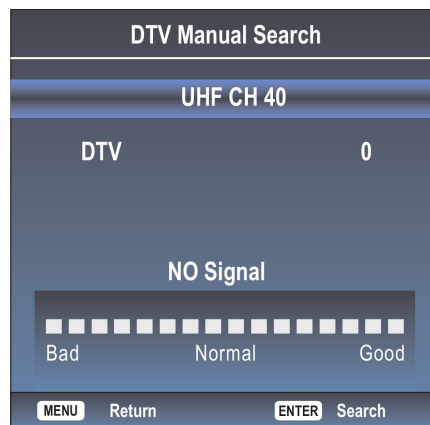 DTV Manual Search
UHF CH 40
DTV 0
NO Signal
Bad Normal Good
MENU Return ENTER Search